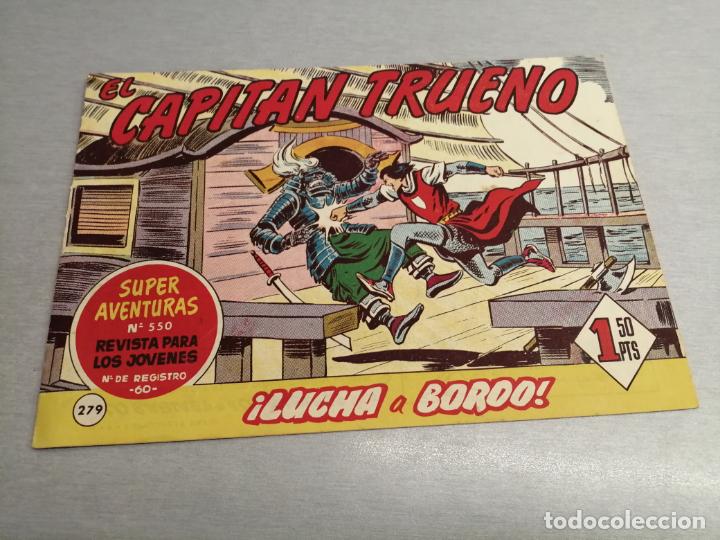 EL
CAPITAN TRUENO
SUPER
AVENTURAS
Nº 550
REVISTA PARA
LOS JOVENES
Nº DE REGISTRO
-60-
279
1 50
PTS
¡LUCHA a BORDO!
todocoleccion.net